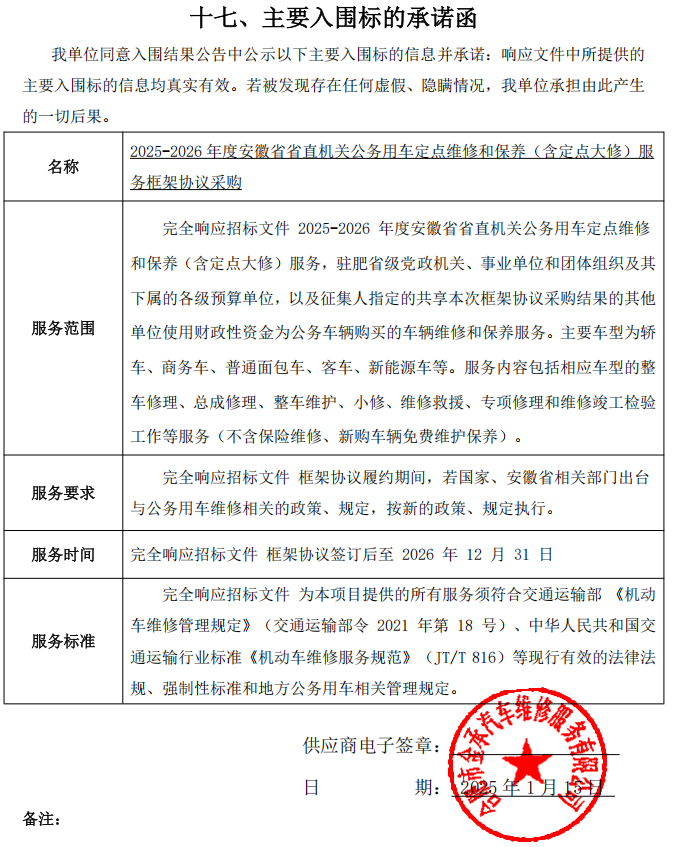 十七、主要入围标的承诺函
我单位同意入围结果公告中公示以下主要入围标的信息并承诺：响应文件中所提供的
主要入围标的信息均真实有效。若被发现存在任何虚假、隐瞒情况，我单位承担由此产生
的一切后果。
名称
2025-2026 年度安徽省省直机关公务用车定点维修和保养（含定点大修）服
务框架协议采购
服务范围
完全响应招标文件 2025-2026 年度安徽省省直机关公务用车定点维修
和保养（含定点大修）服务，驻肥省级党政机关、事业单位和团体组织及其
下属的各级预算单位，以及征集人指定的共享本次框架协议采购结果的其他
单位使用财政性资金为公务车辆购买的车辆维修和保养服务。主要车型为轿
车、商务车、普通面包车、客车、新能源车等。服务内容包括相应车型的整
车修理、总成修理、整车维护、小修、维修救援、专项修理和维修竣工检验
工作等服务（不含保险维修、新购车辆免费维护保养）。
服务要求
完全响应招标文件 框架协议履约期间，若国家、安徽省相关部门出台
与公务用车维修相关的政策、规定，按新的政策、规定执行。
服务时间
完全响应招标文件 框架协议签订后至 2026 年 12 月 31 日
服务标准
完全响应招标文件 为本项目提供的所有服务须符合交通运输部 《机动
车维修管理规定》（交通运输部令 2021 年第 18 号）、中华人民共和国交
通运输行业标准《机动车维修服务规范》（JT/T 816）等现行有效的法律法
规、强制性标准和地方公务用车相关管理规定。
供应商电子签章：
合肥市全承汽车维修服务有限公司
日 期： 2025 年 1 月 15 日
备注：